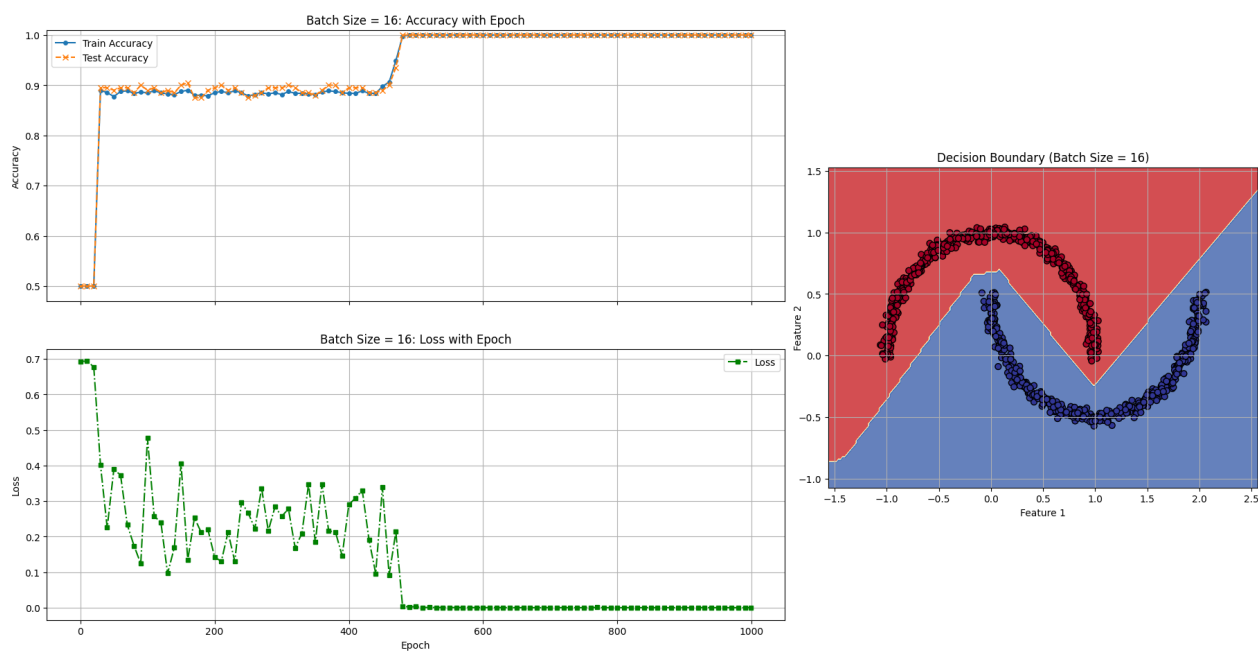 Batch Size = 16: Accuracy with Epoch
Train Accuracy
Test Accuracy
1.0
0.9
0.8
0.7
0.6
0.5
Accuracy
Batch Size = 16: Loss with Epoch
Loss
0.7
0.6
0.5
0.4
0.3
0.2
0.1
0.0
Loss
0 200 400 600 800 1000
Epoch
Decision Boundary (Batch Size = 16)
1.5
1.0
0.5
0.0
−0.5
−1.0
Feature 2
−1.5 −1.0 −0.5 0.0 0.5 1.0 1.5 2.0 2.5
Feature 1